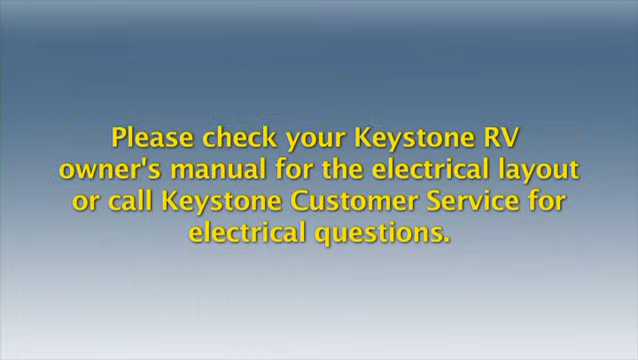 Please check your Keystone RV
owner's manual for the electrical layout
or call Keystone Customer Service for
electrical questions.